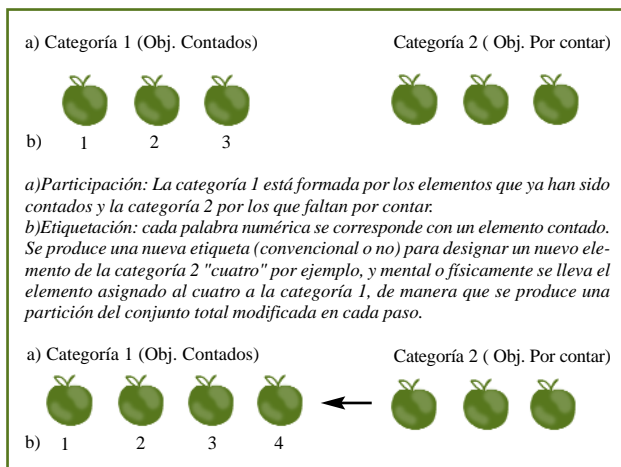 a) Categoría 1 (Obj. Contados) Categoría 2 ( Obj. Por contar)
b) 1 2 3
a)Participación: La categoría 1 está formada por los elementos que ya han sido
contados y la categoría 2 por los que faltan por contar.
b)Etiquetación: cada palabra numérica se corresponde con un elemento contado.
Se produce una nueva etiqueta (convencional o no) para designar un nuevo ele-
mento de la categoría 2 "cuatro" por ejemplo, y mental o físicamente se lleva el
elemento asignado al cuatro a la categoría 1, de manera que se produce una
partición del conjunto total modificada en cada paso.
a) Categoría 1 (Obj. Contados) Categoría 2 ( Obj. Por contar)
b) 1 2 3 4